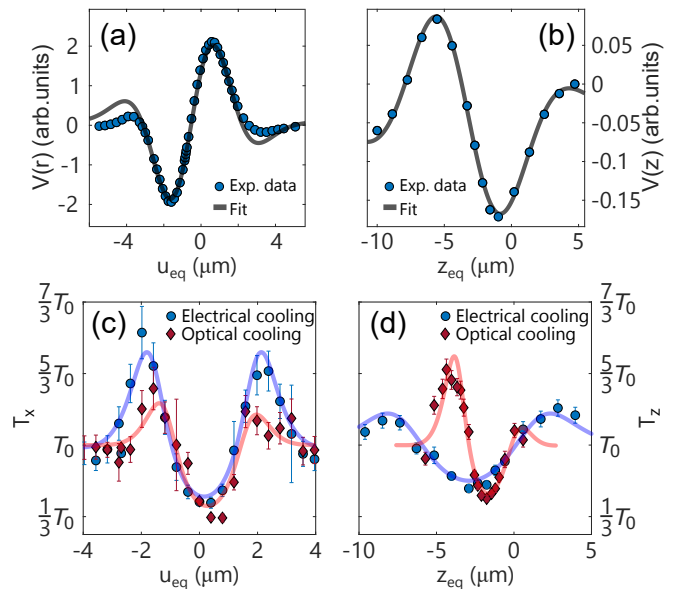 (a)
V(r) (arb.units)
2
1
0
-1
-2
Exp. data
Fit
-4
0
4
u_eq (μm)
(b)
0.05
0
-0.05
-0.1
-0.15
V(z) (arb.units)
Exp. data
Fit
-10
-5
0
5
z_eq (μm)
(c)
Electrical cooling
Optical cooling
T_x
7/3 T_0
5/3 T_0
T_0
1/3 T_0
-4
-2
0
2
4
u_eq (μm)
(d)
Electrical cooling
Optical cooling
7/3 T_0
5/3 T_0
T_0
1/3 T_0
T_z
-10
-5
0
5
z_eq (μm)